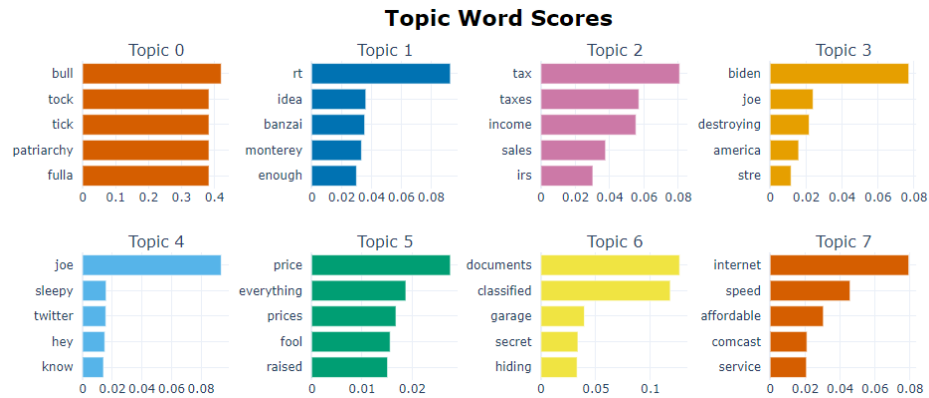 Topic Word Scores
Topic 0
bull
tock
tick
patriarchy
fulla
0 0.1 0.2 0.3 0.4
Topic 1
rt
idea
banzai
monterey
enough
0 0.02 0.04 0.06 0.08
Topic 2
tax
taxes
income
sales
irs
0 0.02 0.04 0.06 0.08
Topic 3
biden
joe
destroying
america
stre
0 0.02 0.04 0.06 0.08
Topic 4
joe
sleepy
twitter
hey
know
0 0.02 0.04 0.06 0.08
Topic 5
price
everything
prices
fool
raised
0 0.01 0.02
Topic 6
documents
classified
garage
secret
hiding
0 0.05 0.1
Topic 7
internet
speed
affordable
comcast
service
0 0.02 0.04 0.06 0.08